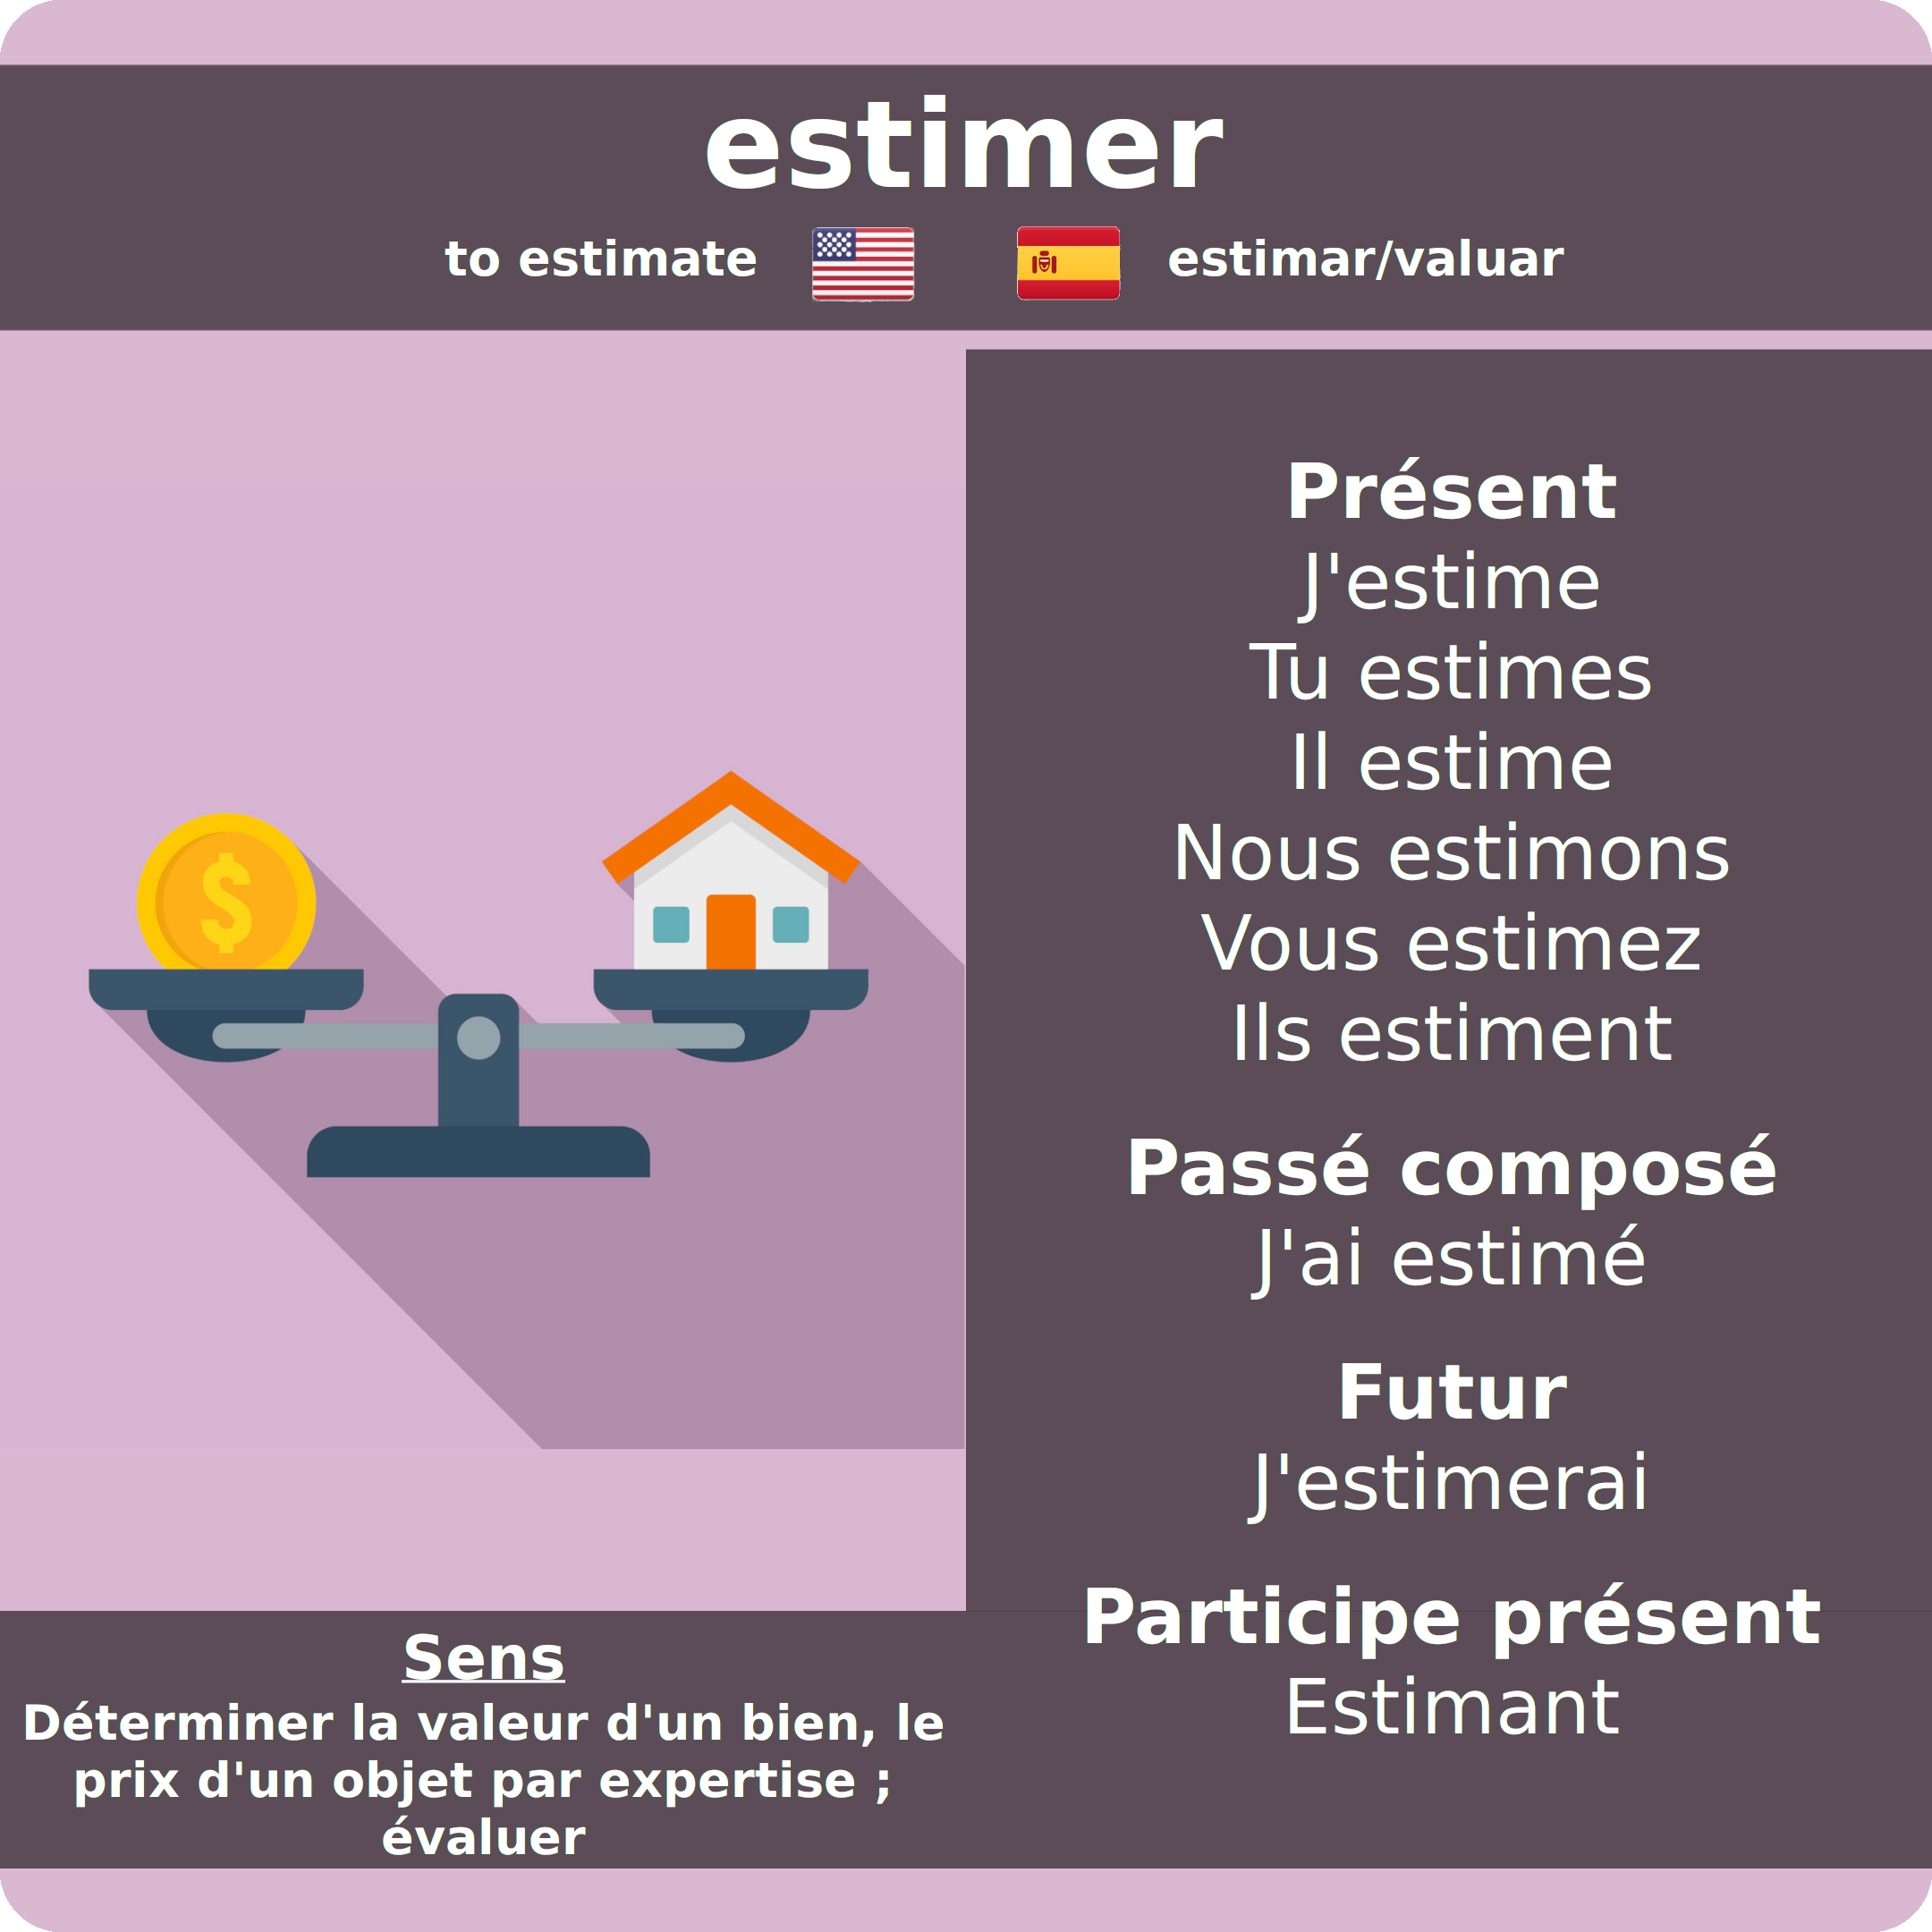 estimer
to estimate
estimar/valuar
Présent
J'estime
Tu estimes
Il estime
Nous estimons
Vous estimez
Ils estiment
Passé composé
J'ai estimé
Futur
J'estimerai
Participe présent
Estimant
$
Sens
Déterminer la valeur d'un bien, le
prix d'un objet par expertise ;
évaluer